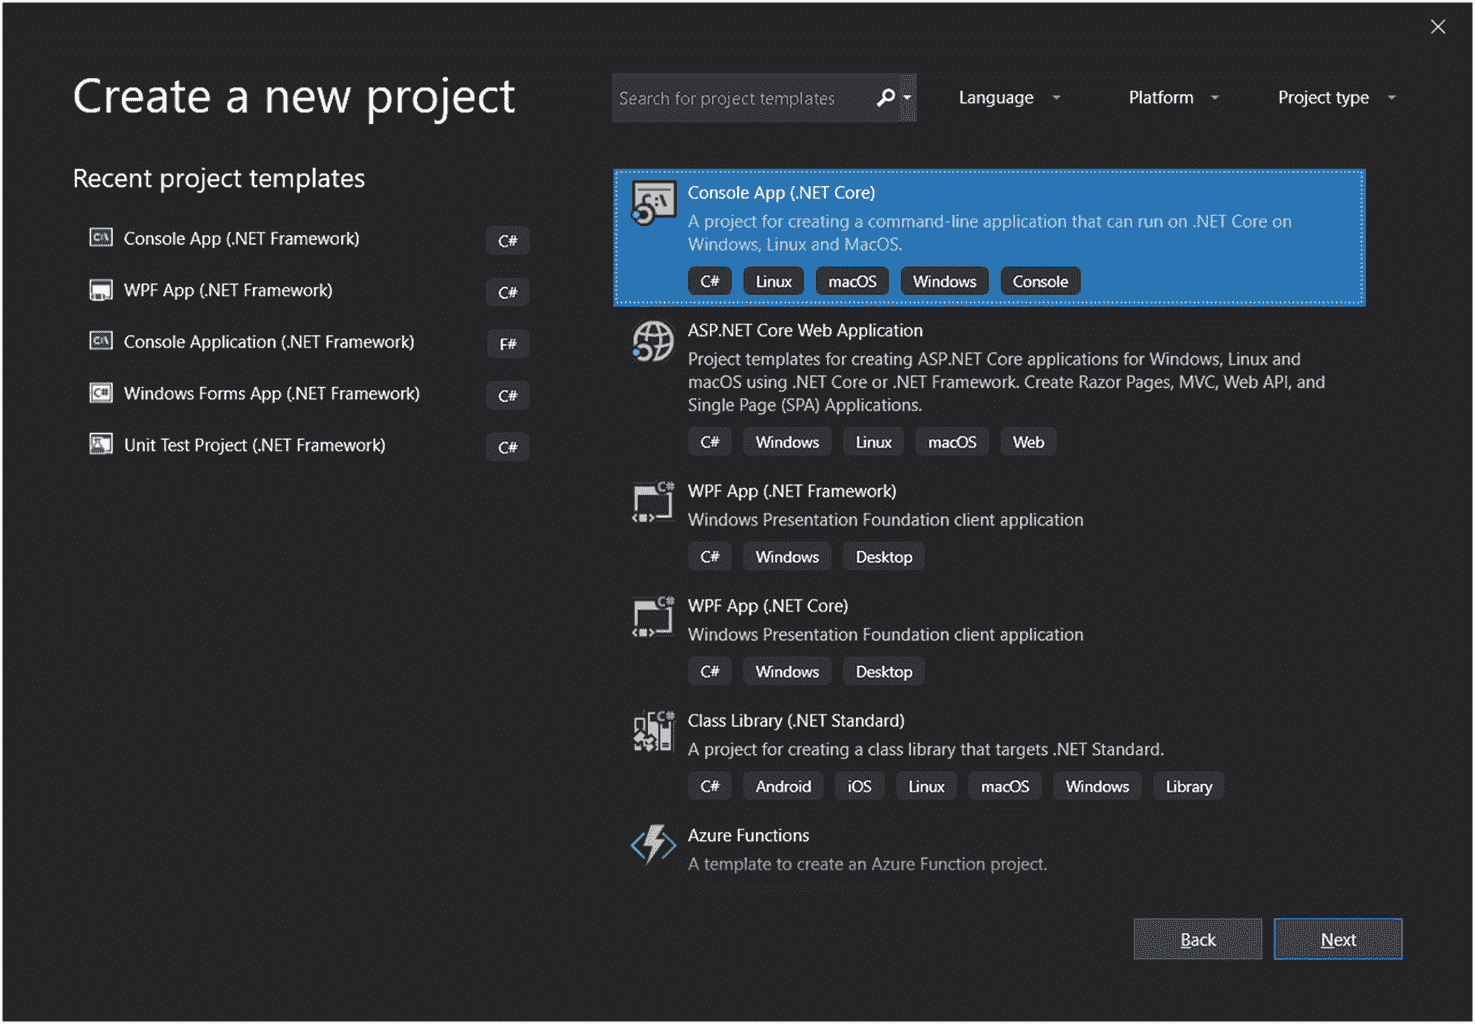 Create a new project
Search for project templates
Language
Platform
Project type
Recent project templates
Console App (.NET Framework)
C#
WPF App (.NET Framework)
C#
Console Application (.NET Framework)
F#
Windows Forms App (.NET Framework)
C#
Unit Test Project (.NET Framework)
C#
Console App (.NET Core)
A project for creating a command-line application that can run on .NET Core on
Windows, Linux and MacOS.
C# Linux macOS Windows Console
ASP.NET Core Web Application
Project templates for creating ASP.NET Core applications for Windows, Linux and
macOS using .NET Core or .NET Framework. Create Razor Pages, MVC, Web API, and
Single Page (SPA) Applications.
C# Windows Linux macOS Web
WPF App (.NET Framework)
Windows Presentation Foundation client application
C# Windows Desktop
WPF App (.NET Core)
Windows Presentation Foundation client application
C# Windows Desktop
Class Library (.NET Standard)
A project for creating a class library that targets .NET Standard.
C# Android iOS Linux macOS Windows Library
Azure Functions
A template to create an Azure Function project.
Back
Next